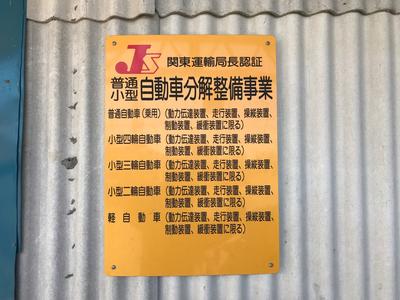 JS 関東運輸局長認証
普通
小型 自動車分解整備事業
普通自動車(乗用)(動力伝達装置、走行装置、操縦装置、
制動装置、緩衝装置に限る)
小型四輪自動車(動力伝達装置、走行装置、操縦装置、
制動装置、緩衝装置に限る)
小型三輪自動車(動力伝達装置、走行装置、操縦装置、
制動装置、緩衝装置に限る)
小型二輪自動車(動力伝達装置、走行装置、操縦装置、
制動装置、緩衝装置に限る)
軽自動車(動力伝達装置、走行装置、操縦装置、
制動装置、緩衝装置に限る)